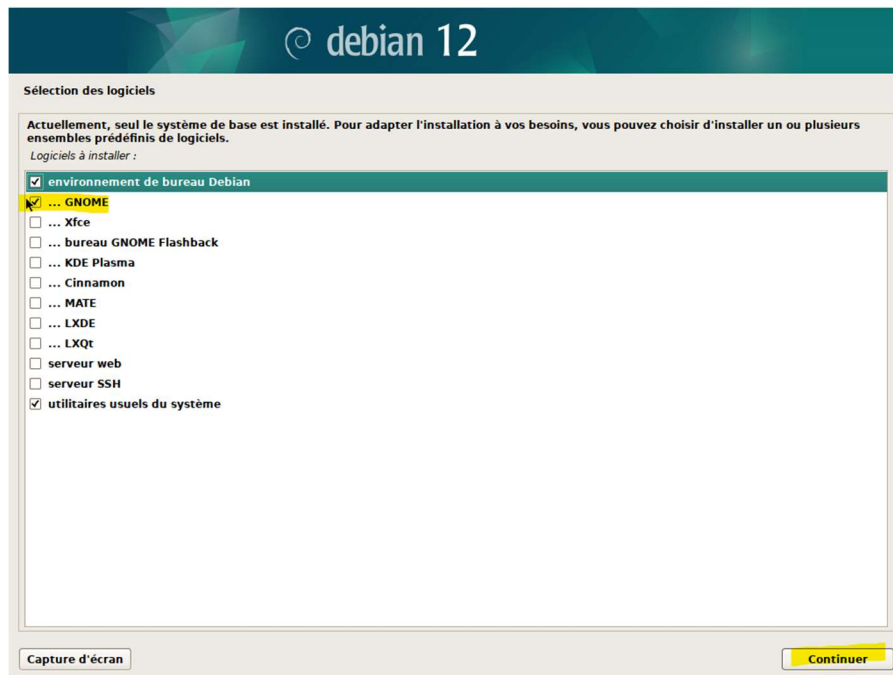 debian 12
Sélection des logiciels
Actuellement, seul le système de base est installé. Pour adapter l'installation à vos besoins, vous pouvez choisir d'installer un ou plusieurs
ensembles prédéfinis de logiciels.
Logiciels à installer :
environnement de bureau Debian
... GNOME
... Xfce
... bureau GNOME Flashback
... KDE Plasma
... Cinnamon
... MATE
... LXDE
... LXQt
serveur web
serveur SSH
utilitaires usuels du système
Capture d'écran
Continuer